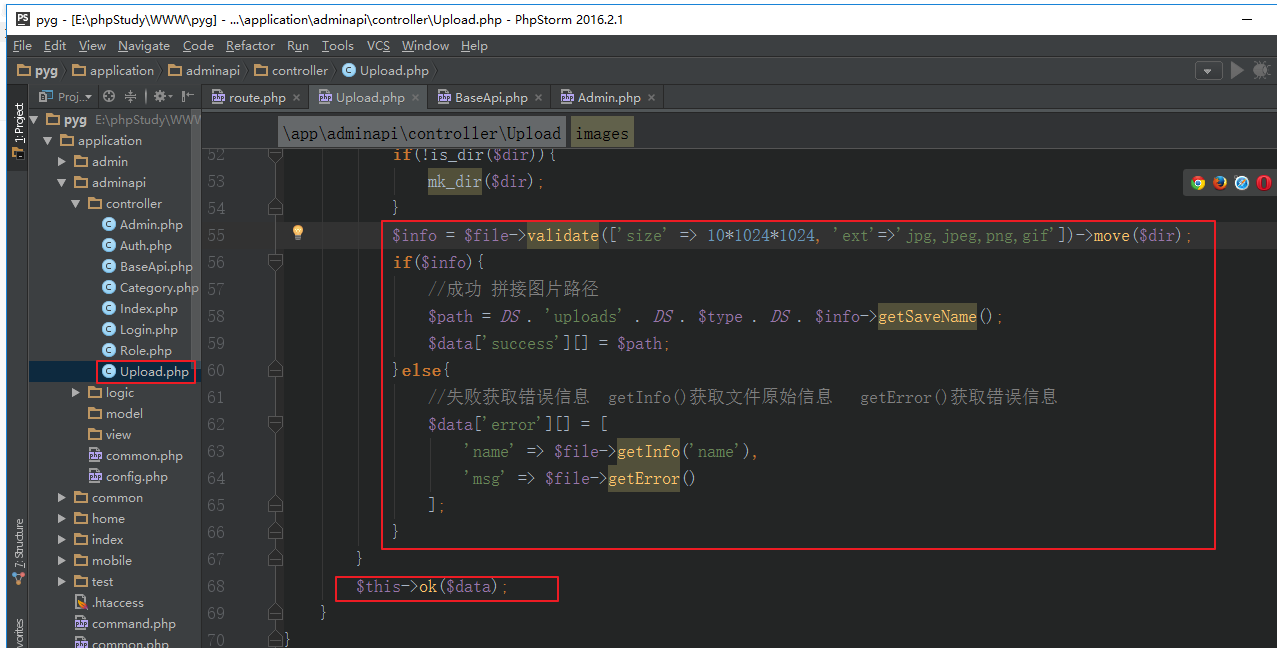 pyg - [E:\phpStudy\WWW\pyg] - ...\application\adminapi\controller\Upload.php - PhpStorm 2016.2.1
File Edit View Navigate Code Refactor Run Tools VCS Window Help
pyg application adminapi controller Upload.php
Proj... route.php Upload.php BaseApi.php Admin.php
1: Project
pyg E:\phpStudy\WWW
application
admin
adminapi
controller
Admin.php
Auth.php
BaseApi.php
Category.php
Index.php
Login.php
Role.php
Upload.php
logic
model
view
common.php
config.php
common
home
index
mobile
test
.htaccess
command.php
common.php
7: Structure
\app\adminapi\controller\Upload images
52 if(!is_dir($dir)){
53 mk_dir($dir);
54 }
55 $info = $file->validate(['size' => 10*1024*1024, 'ext'=>'jpg,jpeg,png,gif'])->move($dir);
56 if($info){
57 //成功 拼接图片路径
58 $path = DS . 'uploads' . DS . $type . DS . $info->getSaveName();
59 $data['success'][] = $path;
60 }else{
61 //失败获取错误信息 getInfo()获取文件原始信息 getError()获取错误信息
62 $data['error'][] = [
63 'name' => $file->getInfo('name'),
64 'msg' => $file->getError()
65 ];
66 }
67 }
68 $this->ok($data);
69 }
70 }